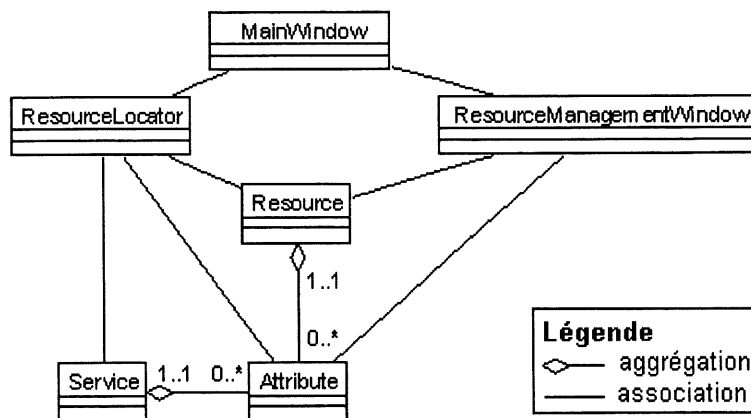 MainWindow
ResourceLocator
ResourceManagementWindow
Resource
1..1
0..*
Légende
aggrégation
association
Service
1..1
0..*
Attribute